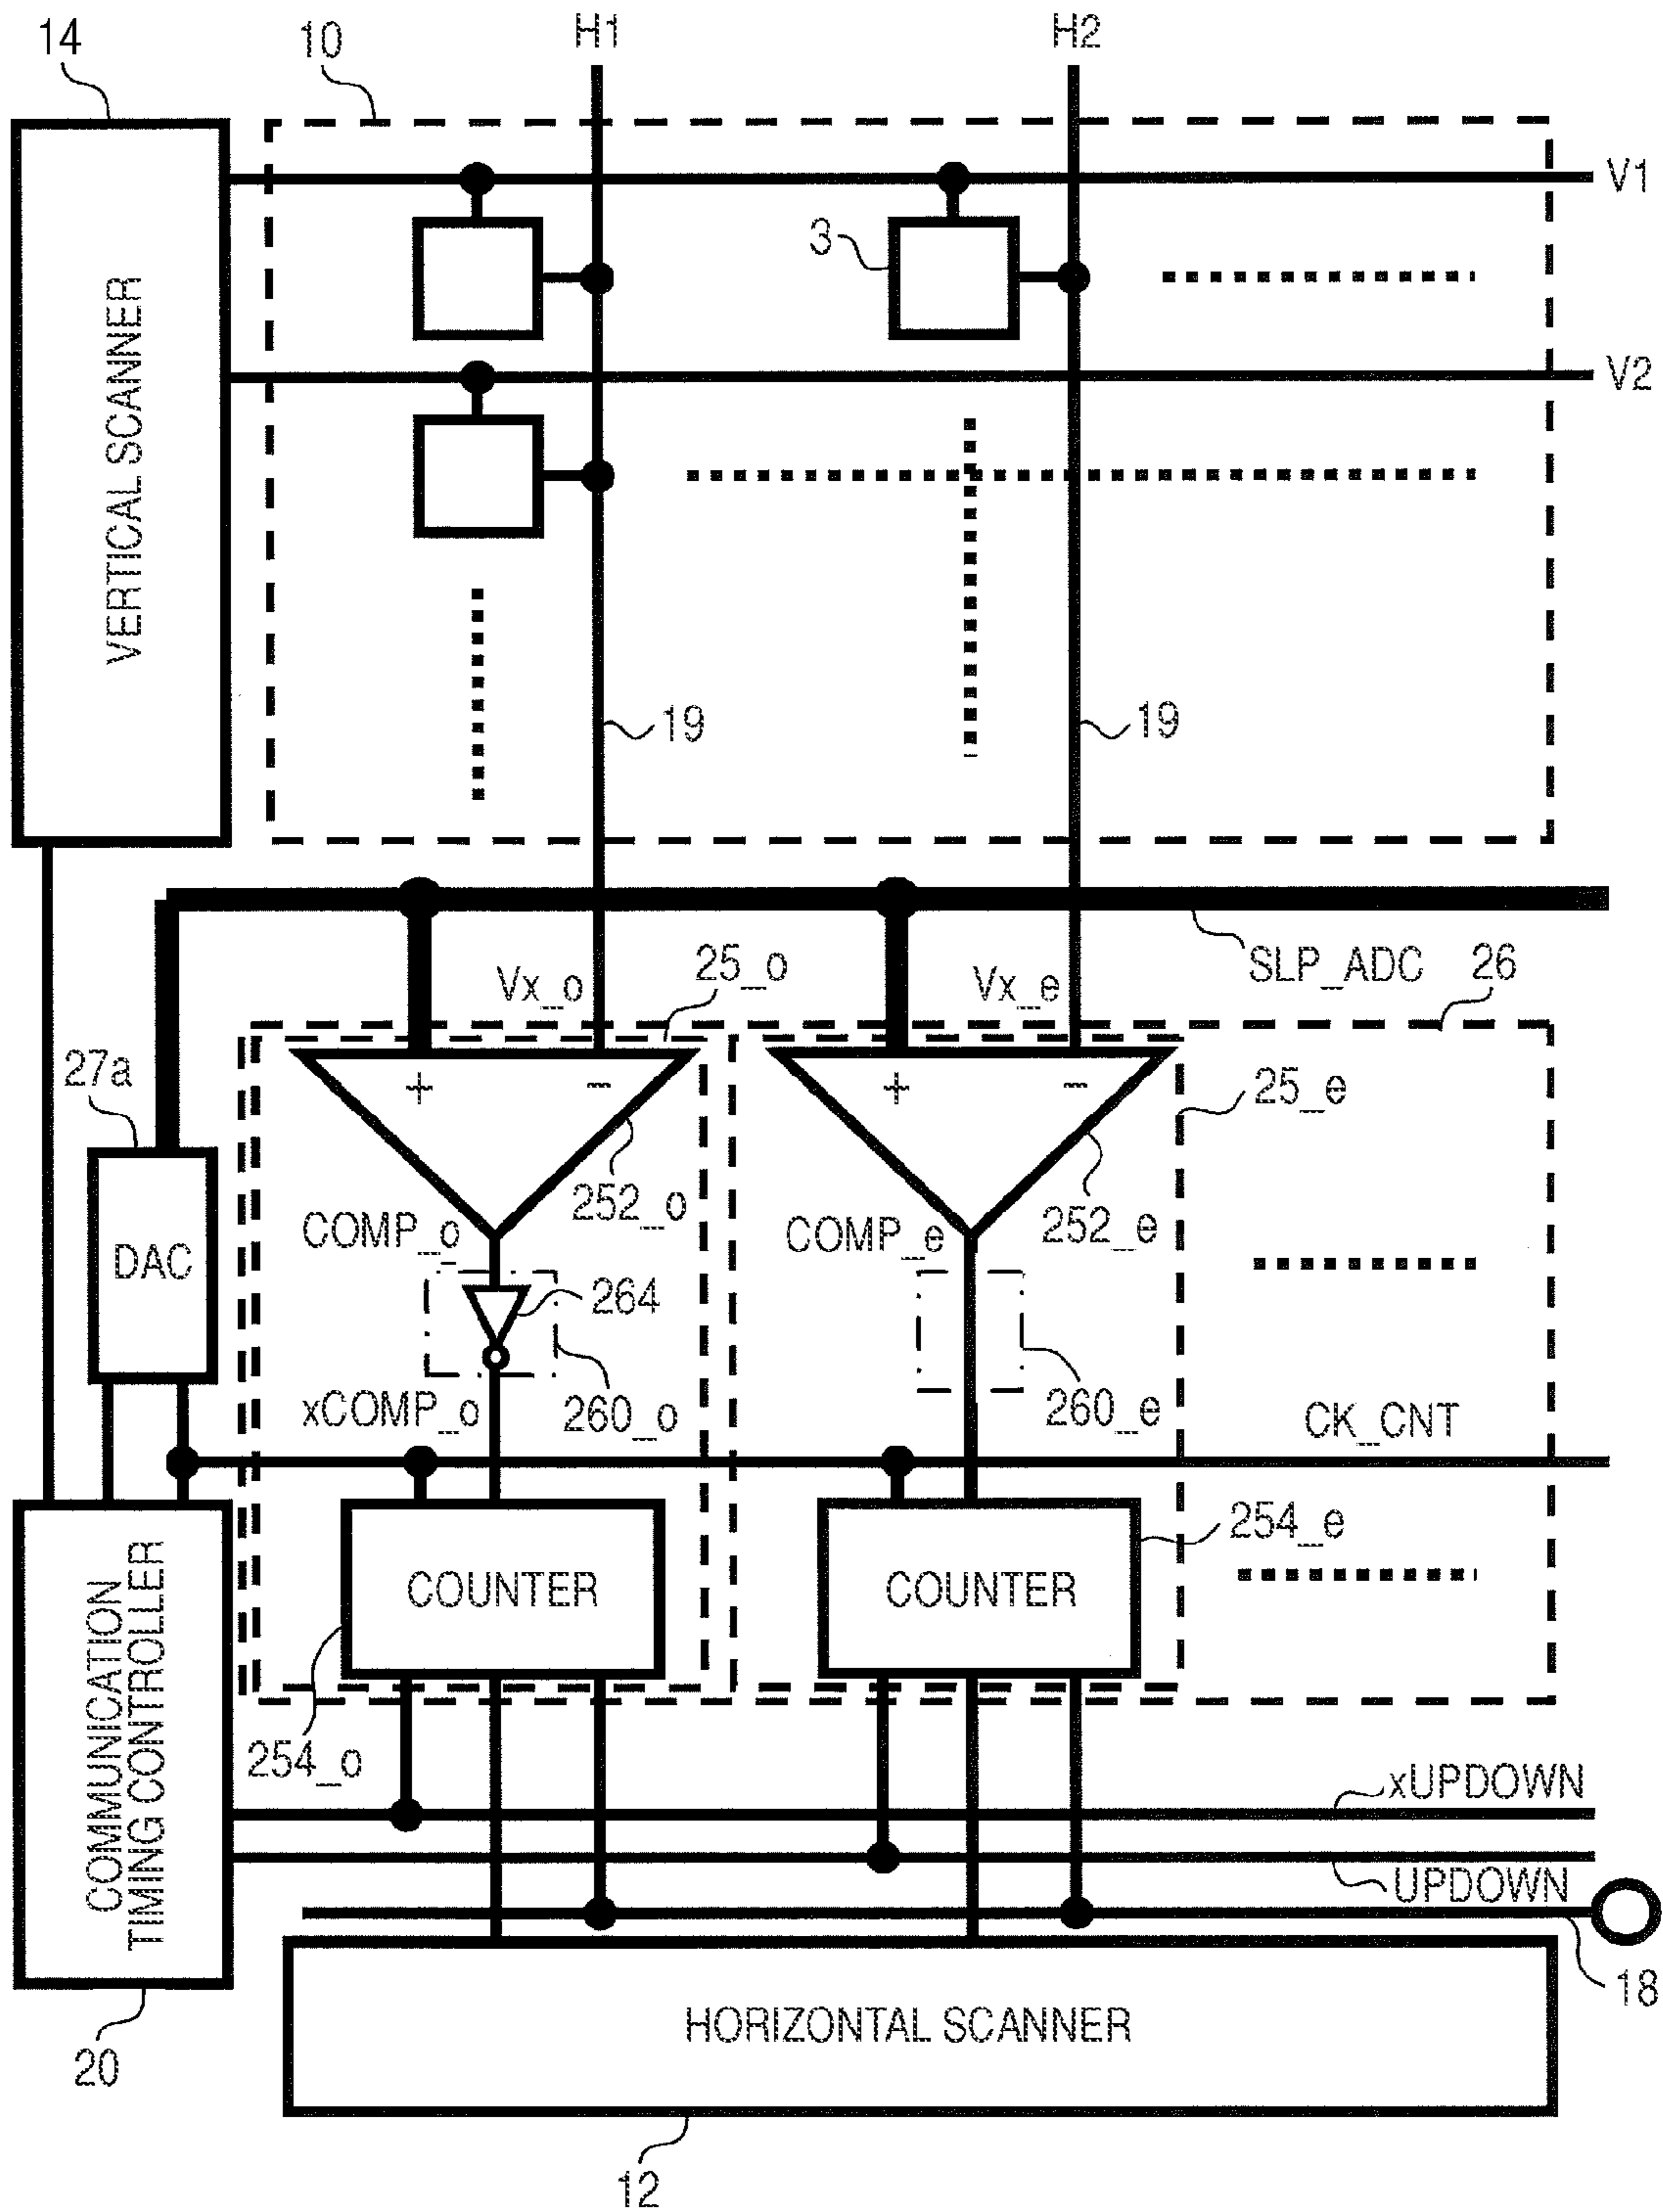 14
10
H1
H2
V1
3
V2
VERTICAL SCANNER
19
19
Vx_o
25_o
Vx_e
SLP_ADC
26
27a
+
−
+
−
25_e
252_o
252_e
COMP_o
COMP_e
DAC
264
xCOMP_o
260_o
260_e
CK_CNT
COUNTER
COUNTER
254_e
COMMUNICATION
TIMING CONTROLLER
254_o
xUPDOWN
UPDOWN
18
HORIZONTAL SCANNER
20
12